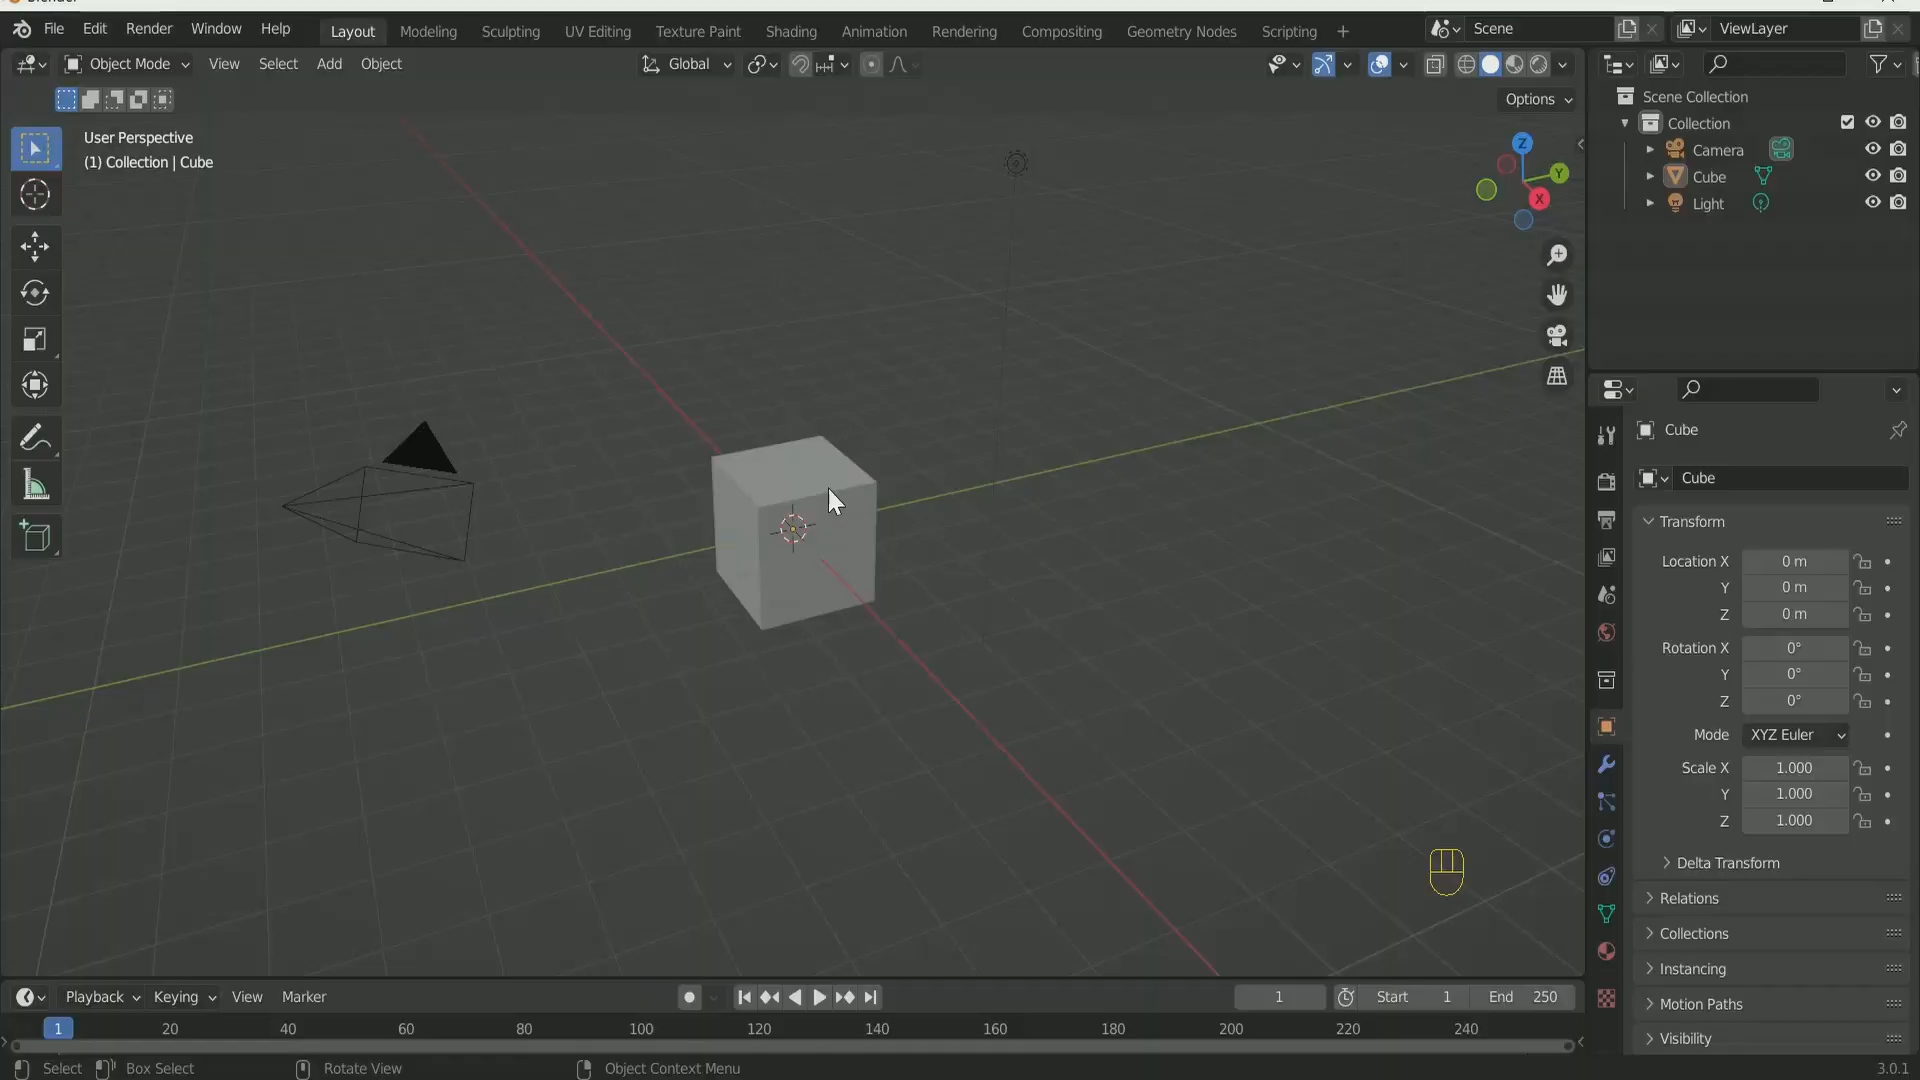 File Edit Render Window Help Layout Modeling Sculpting UV Editing Texture Paint Shading Animation Rendering Compositing Geometry Nodes Scripting + Scene ViewLayer
Object Mode View Select Add Object Global
Options
User Perspective
(1) Collection | Cube
Z
Y
X
Scene Collection
Collection
Camera
Cube
Light
Cube
Cube
Transform
Location X 0 m
Y 0 m
Z 0 m
Rotation X 0°
Y 0°
Z 0°
Mode XYZ Euler
Scale X 1.000
Y 1.000
Z 1.000
Delta Transform
Relations
Collections
Instancing
Motion Paths
Visibility
Playback Keying View Marker 1 Start 1 End 250
1 20 40 60 80 100 120 140 160 180 200 220 240
Select Box Select Rotate View Object Context Menu 3.0.1